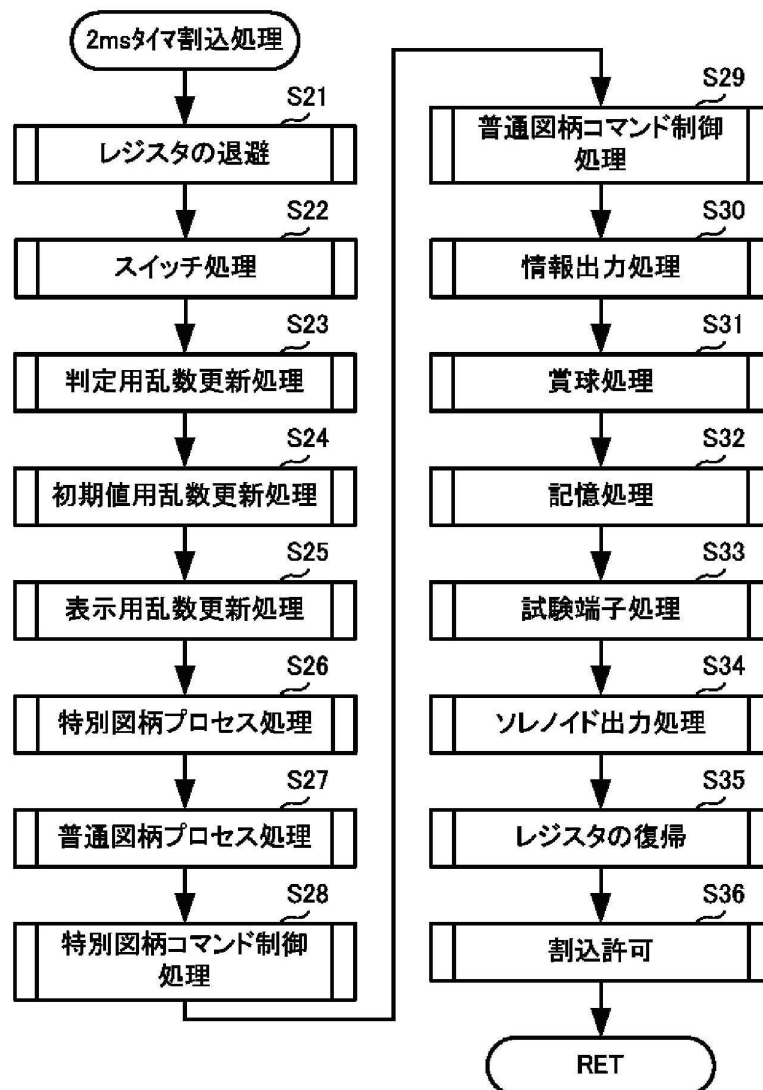 2msタイマ割込処理
S21
レジスタの退避
S22
スイッチ処理
S23
判定用乱数更新処理
S24
初期値用乱数更新処理
S25
表示用乱数更新処理
S26
特別図柄プロセス処理
S27
普通図柄プロセス処理
S28
特別図柄コマンド制御
処理
S29
普通図柄コマンド制御
処理
S30
情報出力処理
S31
賞球処理
S32
記憶処理
S33
試験端子処理
S34
ソレノイド出力処理
S35
レジスタの復帰
S36
割込許可
RET